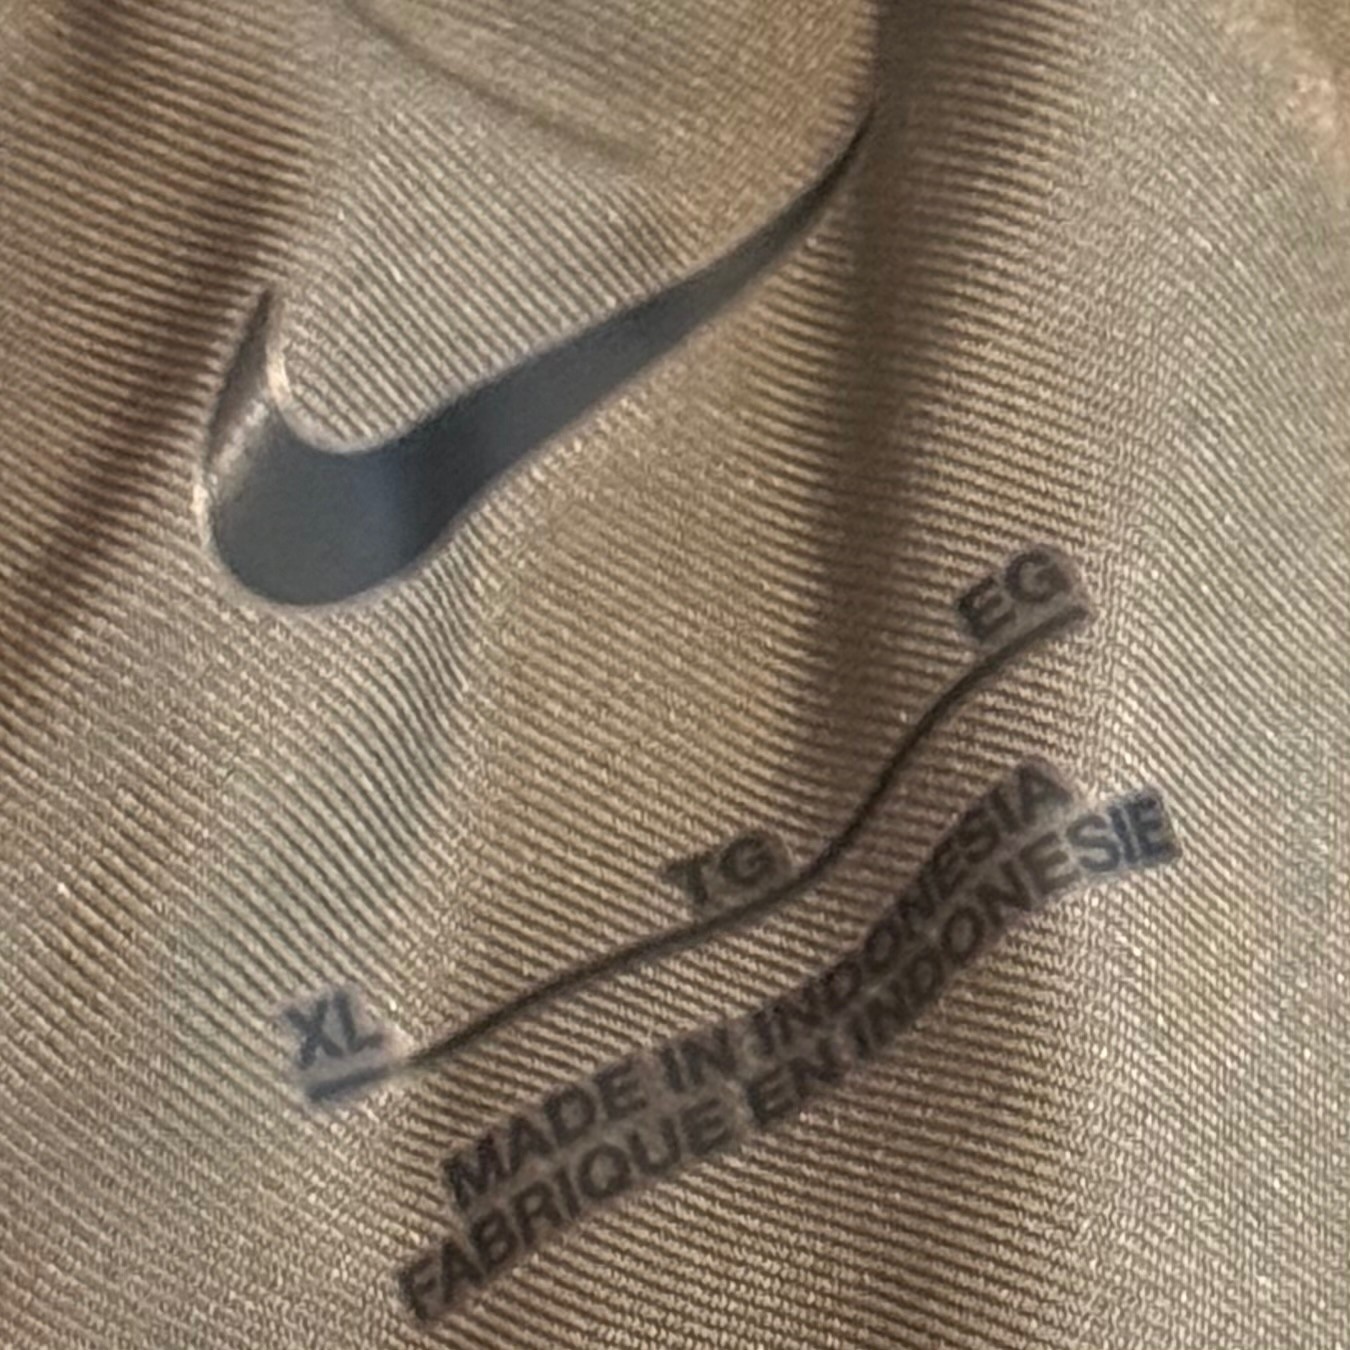 XL TG EG
MADE IN INDONESIA
FABRIQUE EN INDONESIE